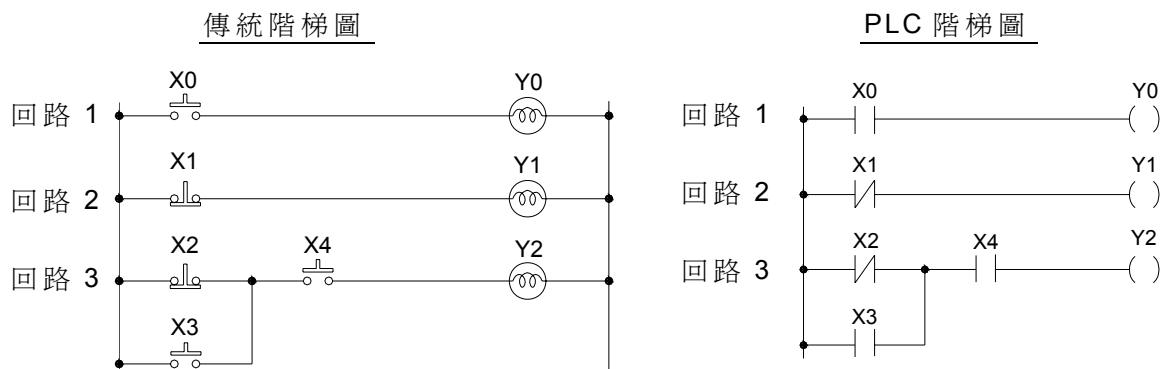 傳統階梯圖
X0 Y0
回路 1
X1 Y1
回路 2
X2 X4 Y2
回路 3
X3
PLC 階梯圖
X0 Y0
回路 1
X1 Y1
回路 2
X2 X4 Y2
回路 3
X3